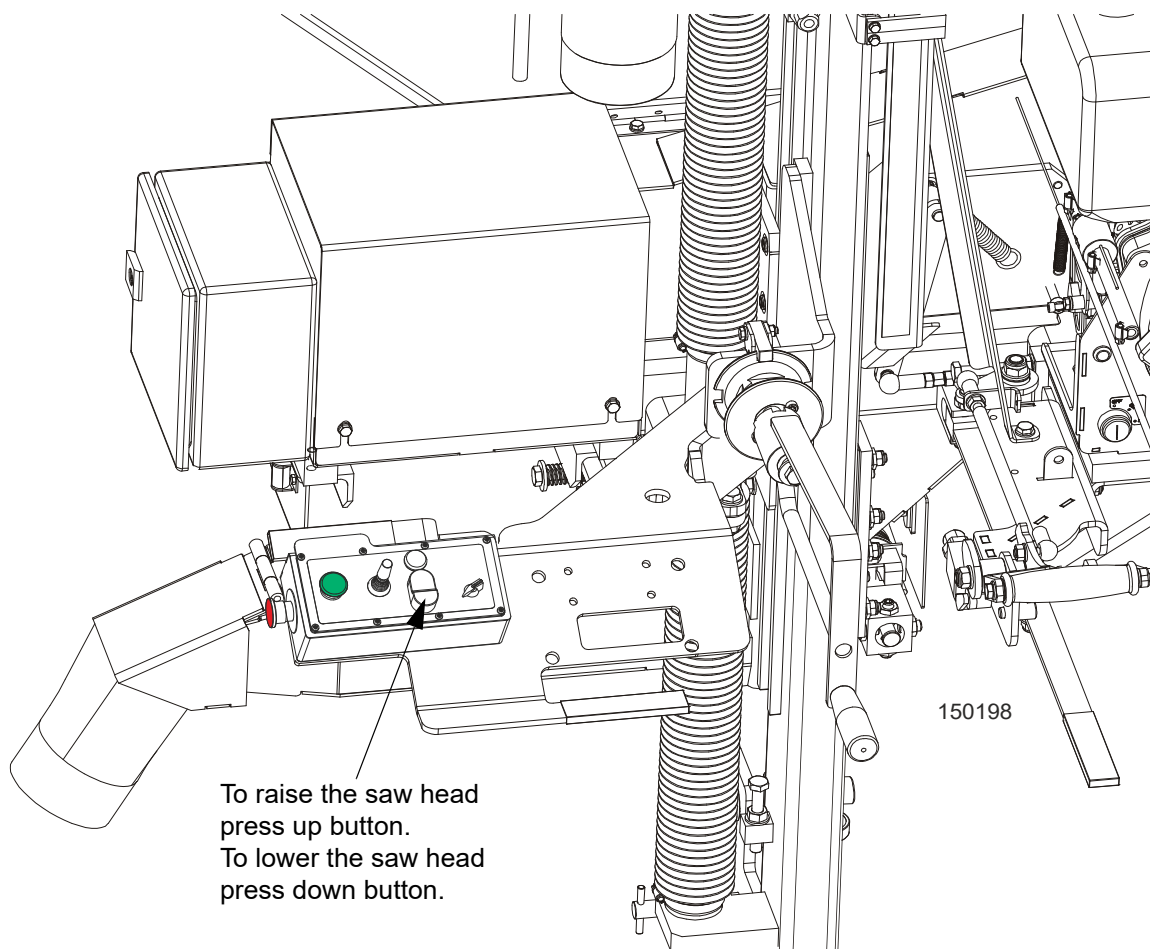 150198
To raise the saw head
press up button.
To lower the saw head
press down button.